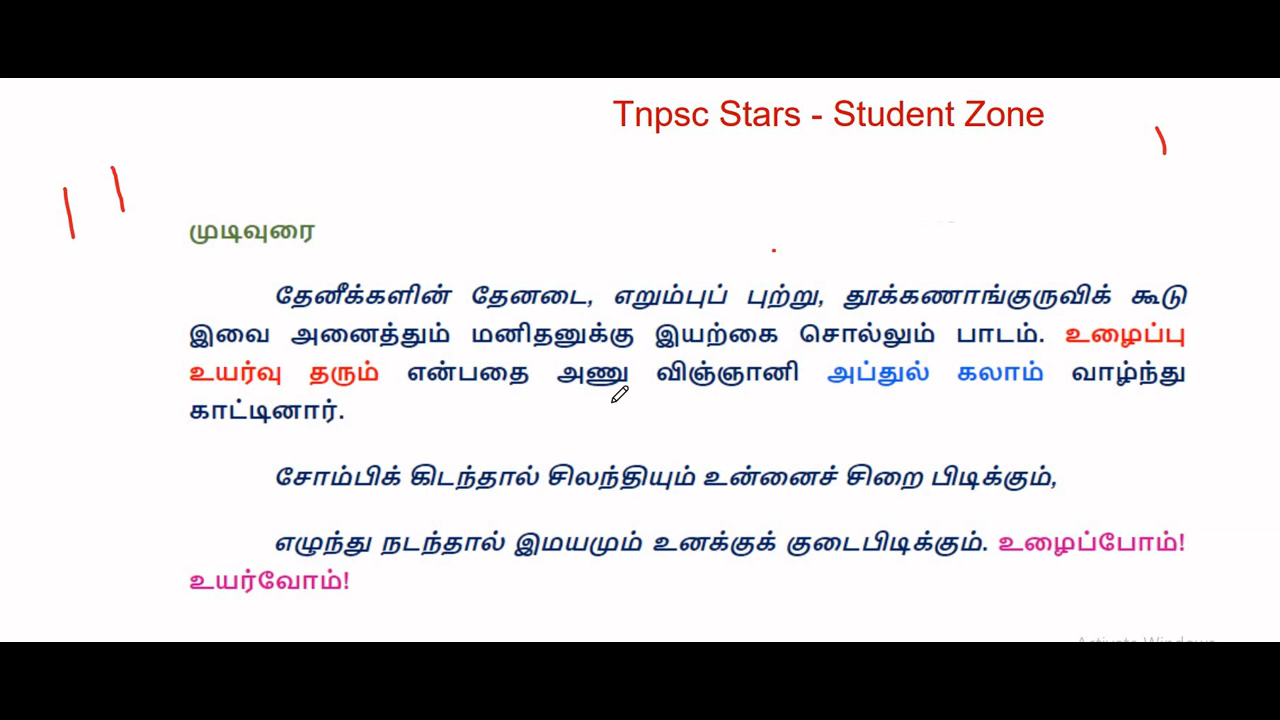 Tnpsc Stars - Student Zone
முடிவுரை
தேனீக்களின் தேனடை, எறும்புப் புற்று, தூக்கணாங்குருவிக் கூடு
இவை அனைத்தும் மனிதனுக்கு இயற்கை சொல்லும் பாடம். உழைப்பு
உயர்வு தரும் என்பதை அணு விஞ்ஞானி அப்துல் கலாம் வாழ்ந்து
காட்டினார்.
சோம்பிக் கிடந்தால் சிலந்தியும் உன்னைச் சிறை பிடிக்கும்,
எழுந்து நடந்தால் இமயமும் உனக்குக் குடைபிடிக்கும். உழைப்போம்!
உயர்வோம்!